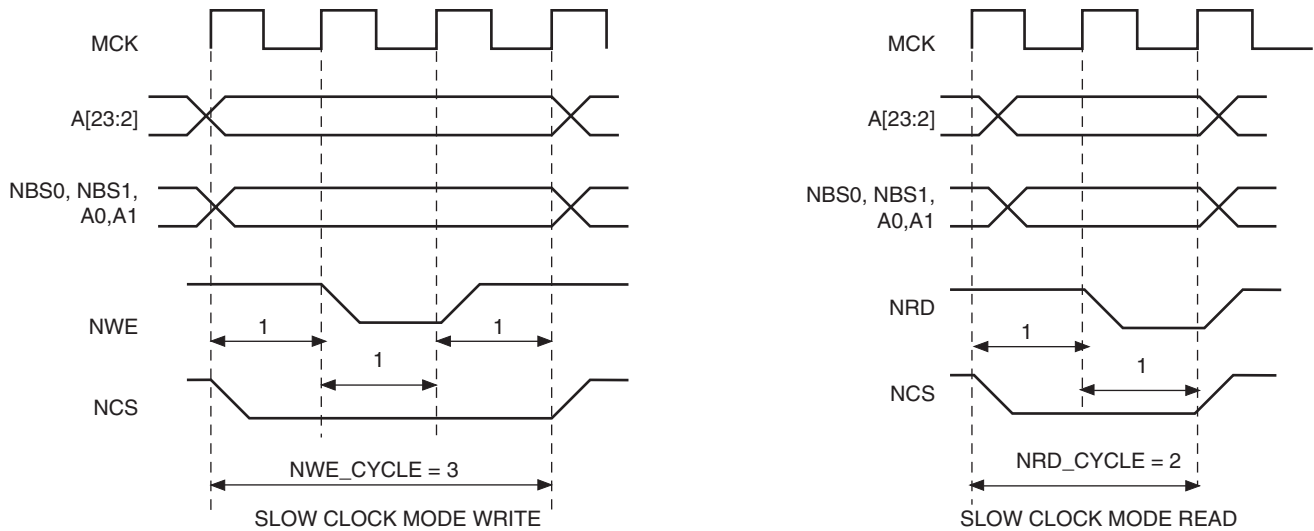 MCK
A[23:2]
NBS0, NBS1,
A0,A1
NWE
1
1
1
NCS
NWE_CYCLE = 3
SLOW CLOCK MODE WRITE
MCK
A[23:2]
NBS0, NBS1,
A0,A1
NRD
1
1
NCS
NRD_CYCLE = 2
SLOW CLOCK MODE READ